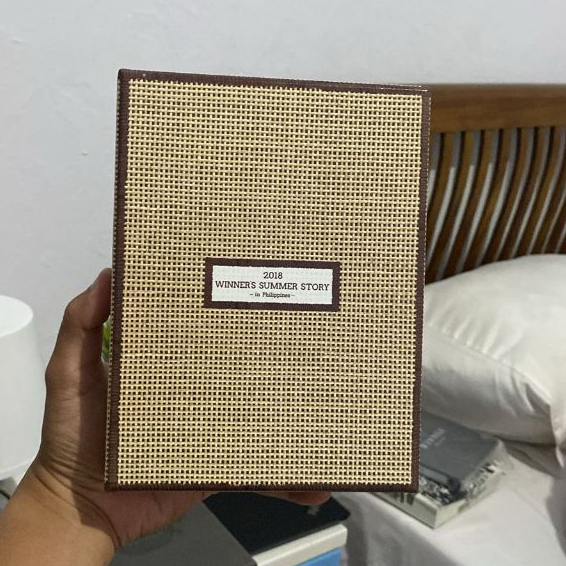 2018
WINNER'S SUMMER STORY
- in Philippines -